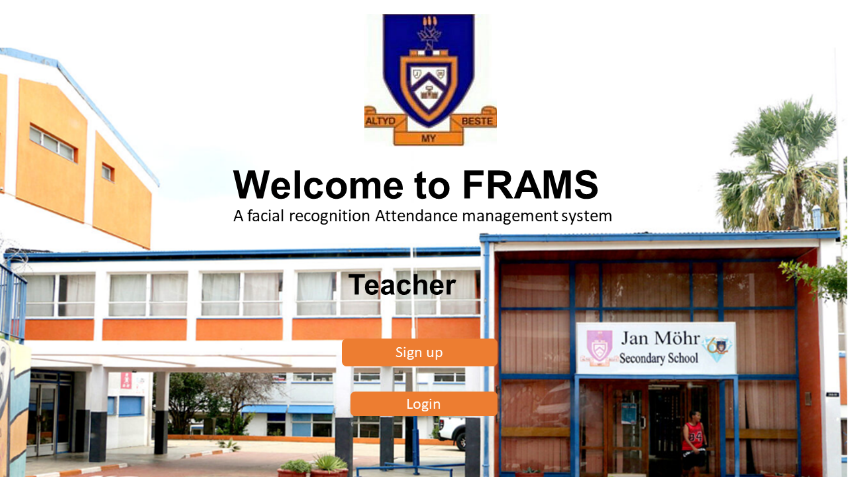 ALTYD MY BESTE
Welcome to FRAMS
A facial recognition Attendance management system
Teacher
Jan Möhr
Secondary School
Sign up
Login